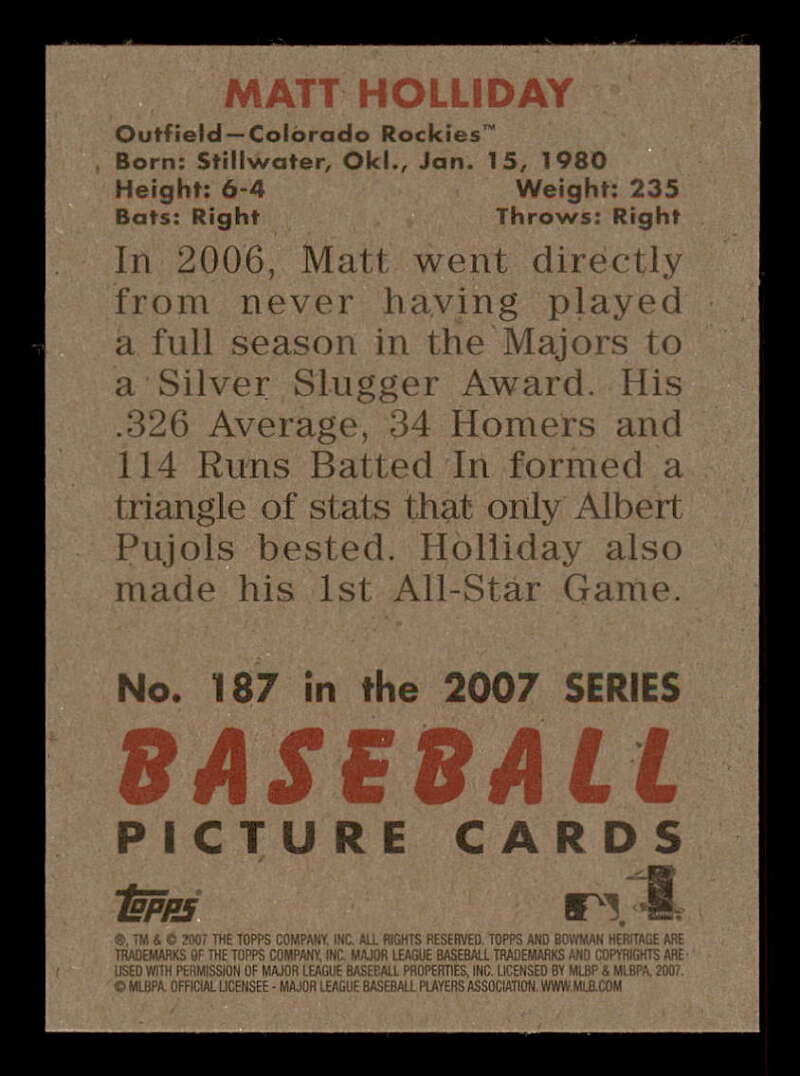 MATT HOLLIDAY
Outfield—Colorado Rockies™
Born: Stillwater, Okl., Jan. 15, 1980
Height: 6-4 Weight: 235
Bats: Right Throws: Right
In 2006, Matt went directly
from never having played
a full season in the Majors to
a Silver Slugger Award. His
.326 Average, 34 Homers and
114 Runs Batted In formed a
triangle of stats that only Albert
Pujols bested. Holliday also
made his 1st All-Star Game.
No. 187 in the 2007 SERIES
BASEBALL
PICTURE CARDS
topps
®, TM & © 2007 THE TOPPS COMPANY, INC. ALL RIGHTS RESERVED. TOPPS AND BOWMAN HERITAGE ARE
TRADEMARKS OF THE TOPPS COMPANY, INC. MAJOR LEAGUE BASEBALL TRADEMARKS AND COPYRIGHTS ARE
USED WITH PERMISSION OF MAJOR LEAGUE BASEBALL PROPERTIES, INC. LICENSED BY MLBP & MLBPA, 2007.
© MLBPA. OFFICIAL LICENSEE - MAJOR LEAGUE BASEBALL PLAYERS ASSOCIATION. WWW.MLB.COM